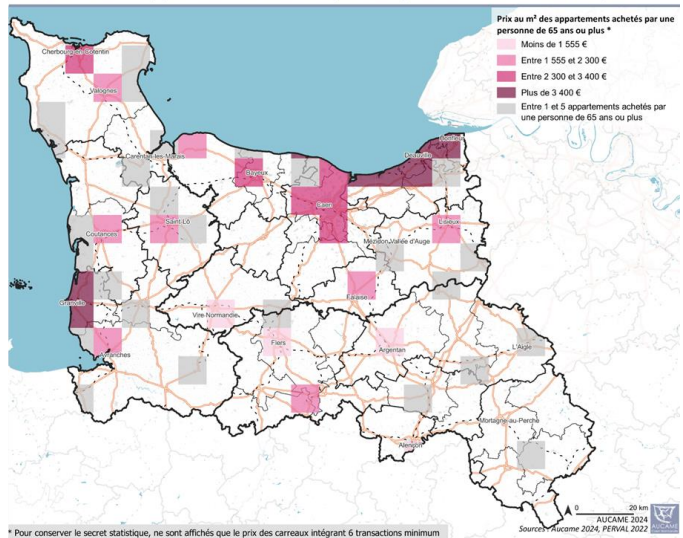 Prix au m² des appartements achetés par une
personne de 65 ans ou plus *
Moins de 1 555 €
Entre 1 555 et 2 300 €
Entre 2 300 et 3 400 €
Plus de 3 400 €
Entre 1 et 5 appartements achetés par
une personne de 65 ans ou plus
Cherbourg-en-Cotentin
Valognes
Carentan-les-Marais
Bayeux
Deauville
Caen
Saint-Lô
Coutances
Lisieux
Mézidon Vallée d'Auge
Granville
Falaise
Vire-Normandie
Flers
Argentan
L'Aigle
Avranches
Mortagne-au-Perche
Alençon
0 20 km
AUCAME 2024
Sources : Aucame 2024, PERVAL 2022
AUCAME
* Pour conserver le secret statistique, ne sont affichés que le prix des carreaux intégrant 6 transactions minimum